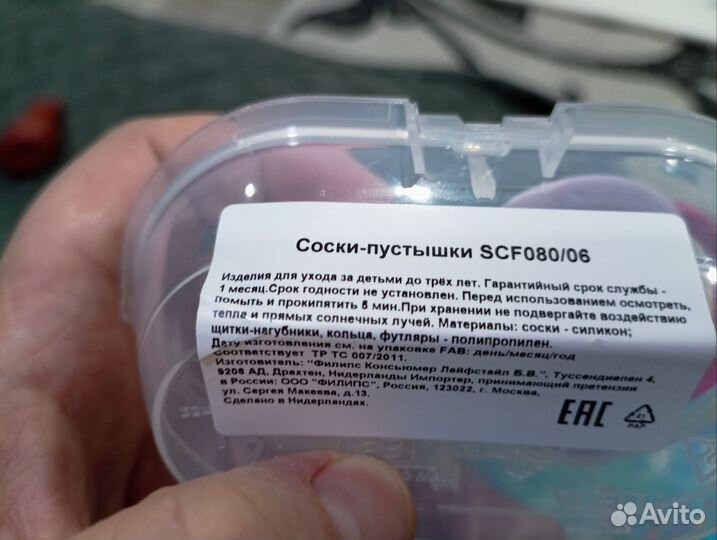 Соски-пустышки SCF080/06
Изделия для ухода за детьми до трёх лет. Гарантийный срок службы -
1 месяц.Срок годности не установлен. Перед использованием осмотреть,
помыть и прокипятить 5 мин.При хранении не подвергайте воздействию
тепла и прямых солнечных лучей. Материалы: соски - силикон;
щитки-нагубники, кольца, футляры - полипропилен.
Дату изготовления см. на упаковке FAB: день/месяц/год
Соответствует ТР ТС 007/2011.
Изготовитель: "Филипс Консьюмер Лайфстайл Б.В.", Туссендиепен 4,
9206 АД, Драхтен, Нидерланды Импортер, принимающий претензии
в России: ООО "ФИЛИПС", Россия, 123022, г. Москва,
ул. Сергея Макеева, д.13.
Сделано в Нидерландах.
EAC
21
PAP
Avito